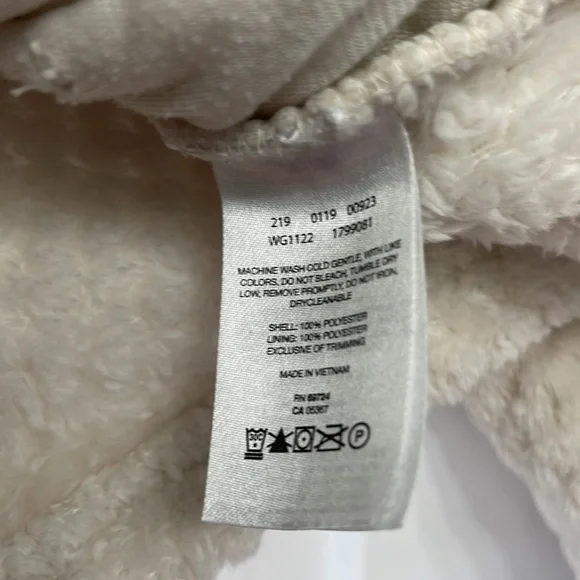 219 0119 00923
WG1122 1799081
MACHINE WASH COLD GENTLE, WITH LIKE
COLORS, DO NOT BLEACH, TUMBLE DRY
LOW, REMOVE PROMPTLY, DO NOT IRON,
DRYCLEANABLE
SHELL: 100% POLYESTER
LINING: 100% POLYESTER
EXCLUSIVE OF TRIMMING
MADE IN VIETNAM
RN 69724
CA 05367
30C P